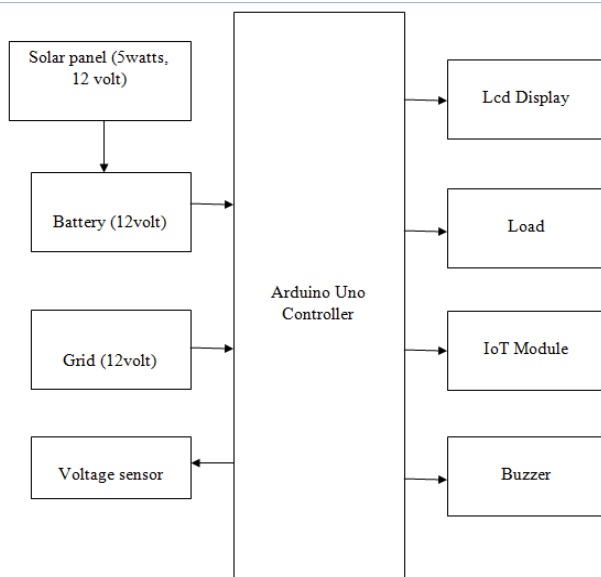 Solar panel (5watts,
12 volt)
Battery (12volt)
Grid (12volt)
Voltage sensor
Arduino Uno
Controller
Lcd Display
Load
IoT Module
Buzzer